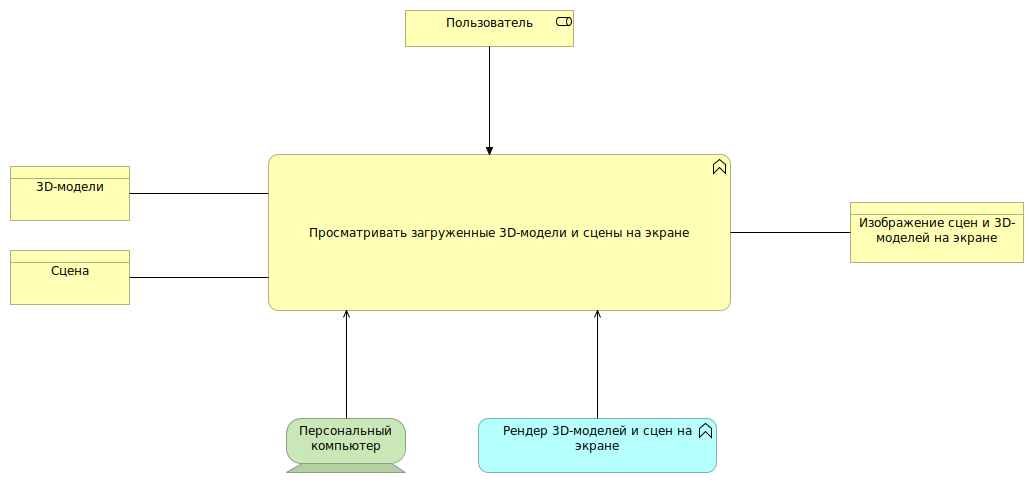 Пользователь
3D-модели
Сцена
Просматривать загруженные 3D-модели и сцены на экране
Изображение сцен и 3D-
моделей на экране
Персональный
компьютер
Рендер 3D-моделей и сцен на
экране